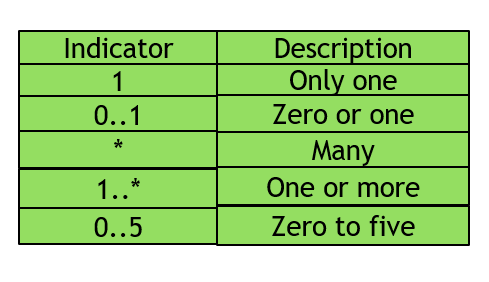 Indicator Description
1 Only one
0..1 Zero or one
* Many
1..* One or more
0..5 Zero to five